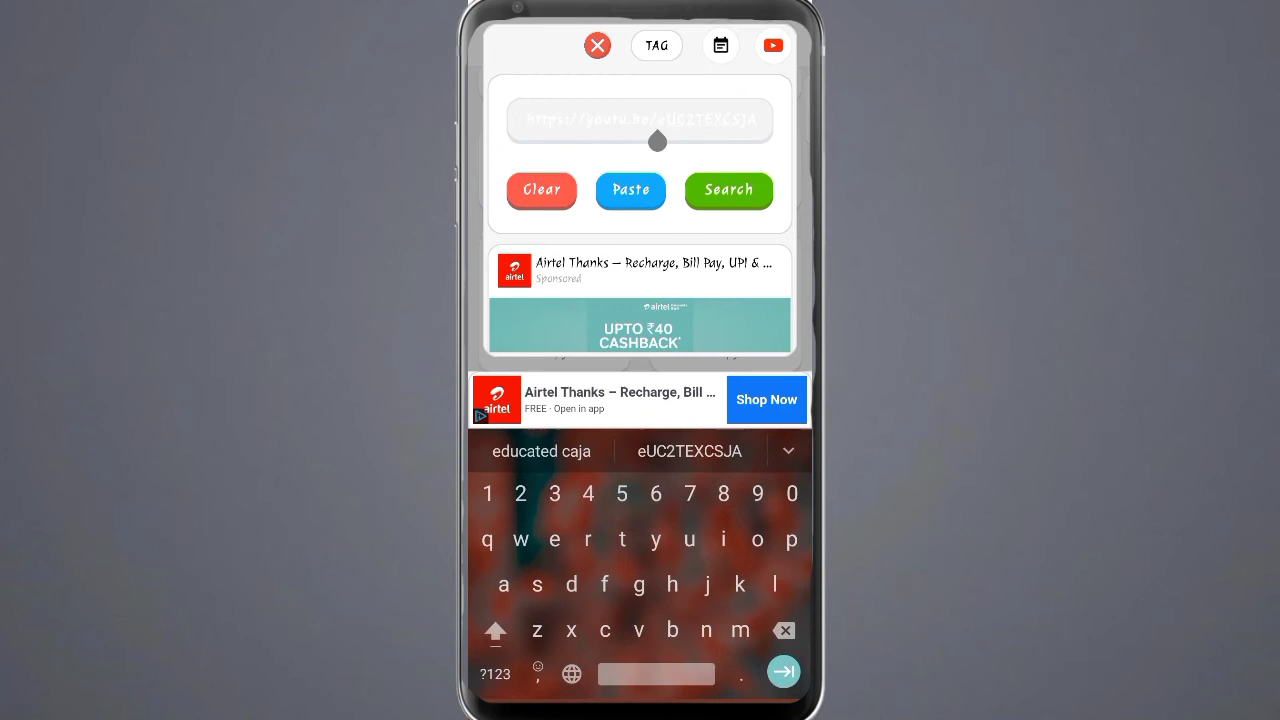 TAG
https://youtu.be/eUC2TEXCSJA
Clear Paste Search
airtel
Airtel Thanks – Recharge, Bill Pay, UPI & ...
Sponsored
airtel
UPTO ₹40
CASHBACK*
airtel
Airtel Thanks – Recharge, Bill ...
FREE · Open in app
Shop Now
educated caja eUC2TEXCSJA
1 2 3 4 5 6 7 8 9 0
q w e r t y u i o p
a s d f g h j k l
z x c v b n m
?123 , .